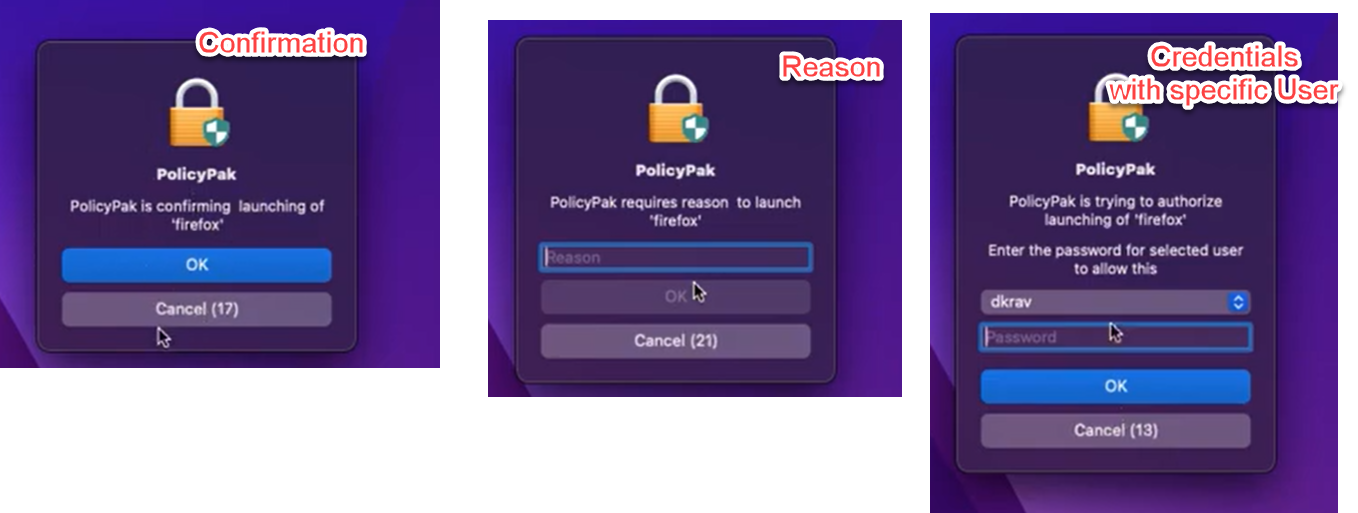 Confirmation
PolicyPak
PolicyPak is confirming launching of
'firefox'
OK
Cancel (17)
Reason
PolicyPak
PolicyPak requires reason to launch
'firefox'
Reason
OK
Cancel (21)
Credentials
with specific User
PolicyPak
PolicyPak is trying to authorize
launching of 'firefox'
Enter the password for selected user
to allow this
dkrav
Password
OK
Cancel (13)